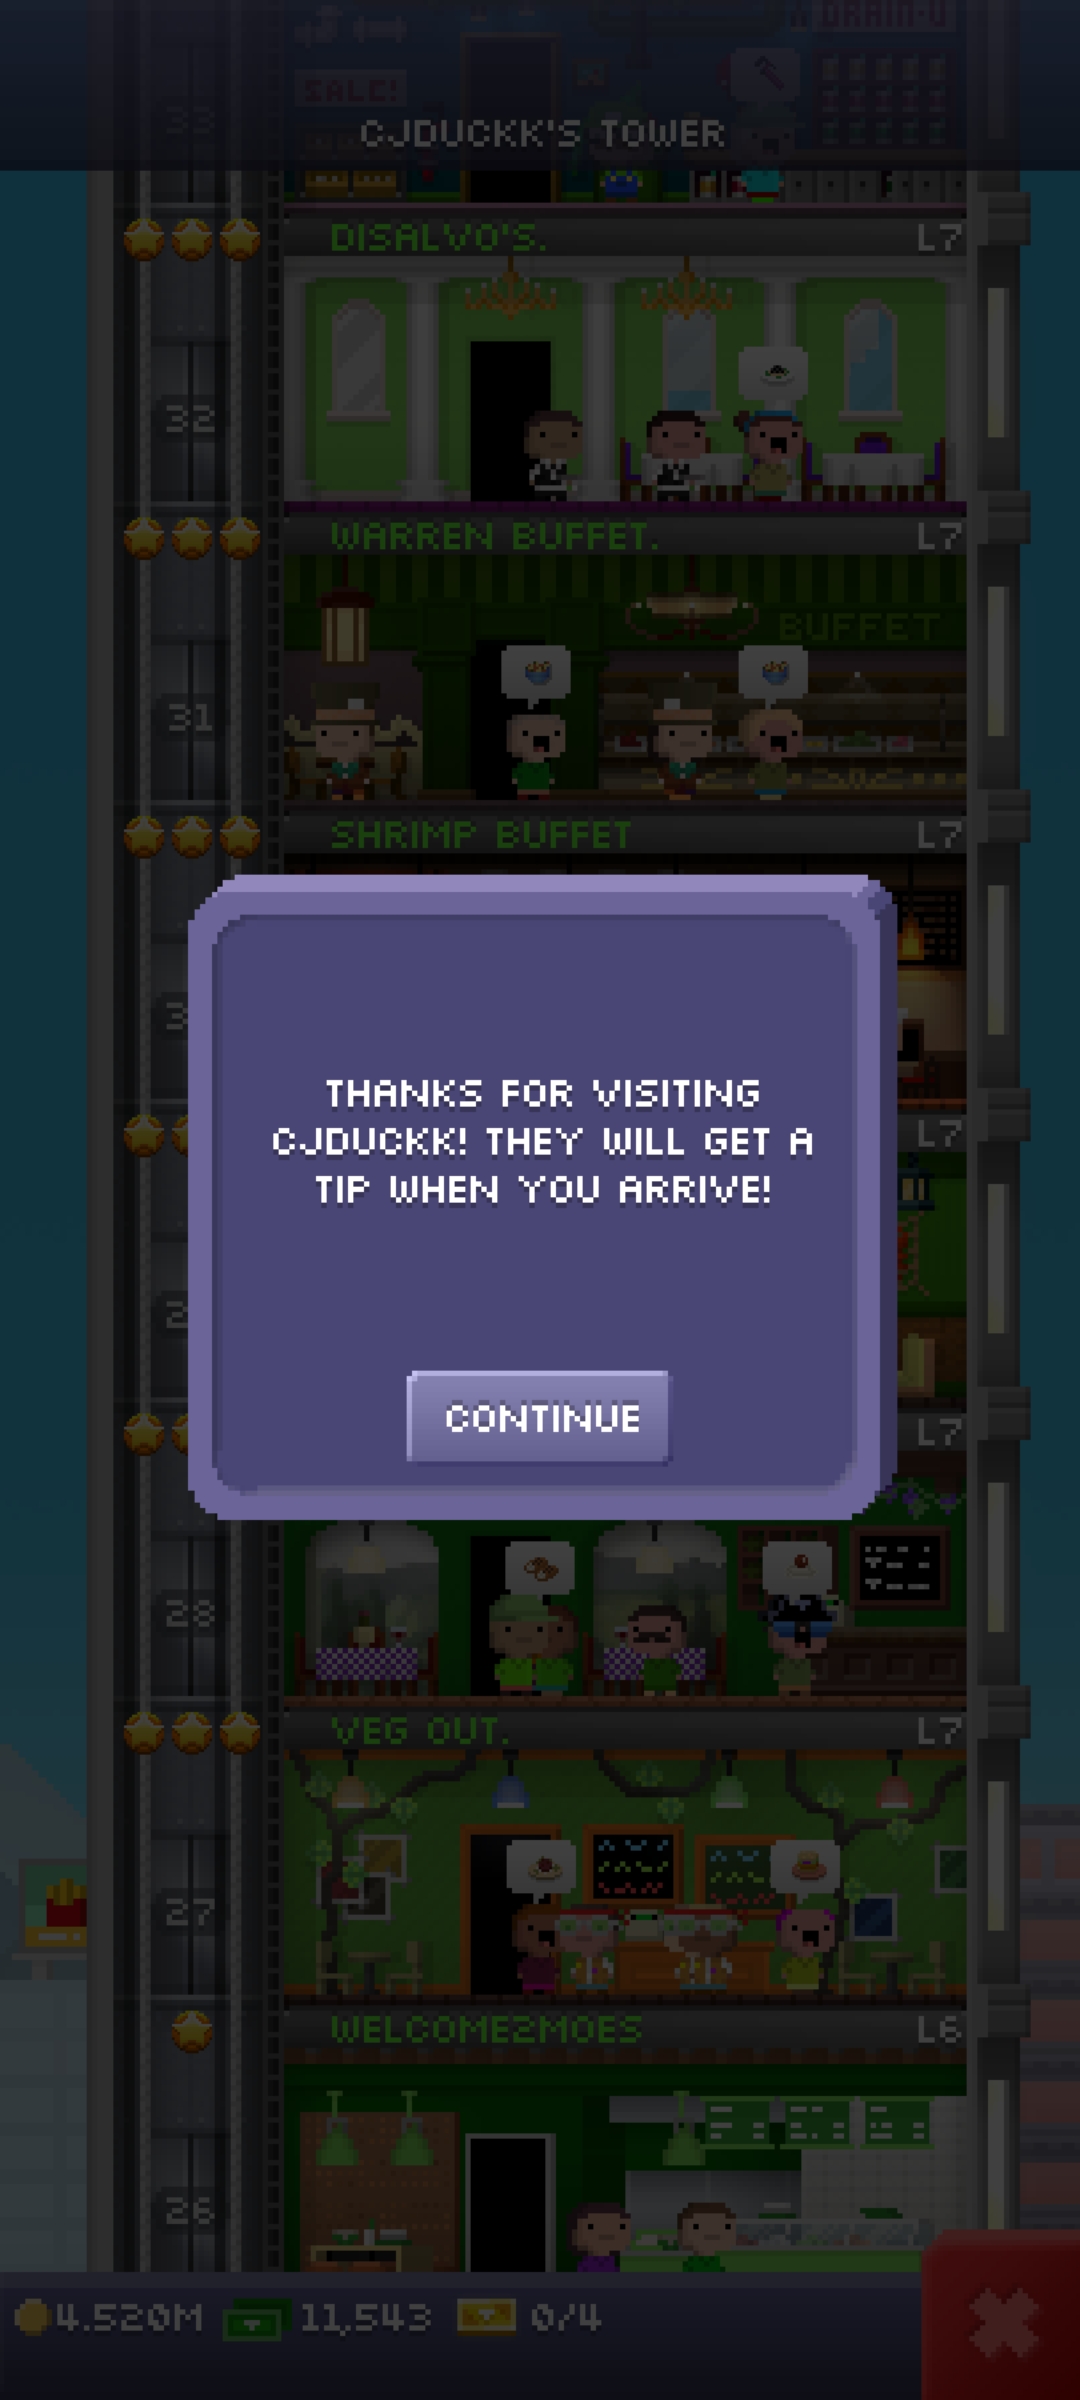 DRAIN-O
SALE!
33
CJDUCKK'S TOWER
DISALVO'S.
L7
32
WARREN BUFFET.
L7
BUFFET
31
SHRIMP BUFFET
L7
L7
THANKS FOR VISITING
CJDUCKK! THEY WILL GET A
TIP WHEN YOU ARRIVE!
L7
CONTINUE
28
VEG OUT.
L7
27
WELCOME2MOES
L6
26
4.520M
11,543
0/4